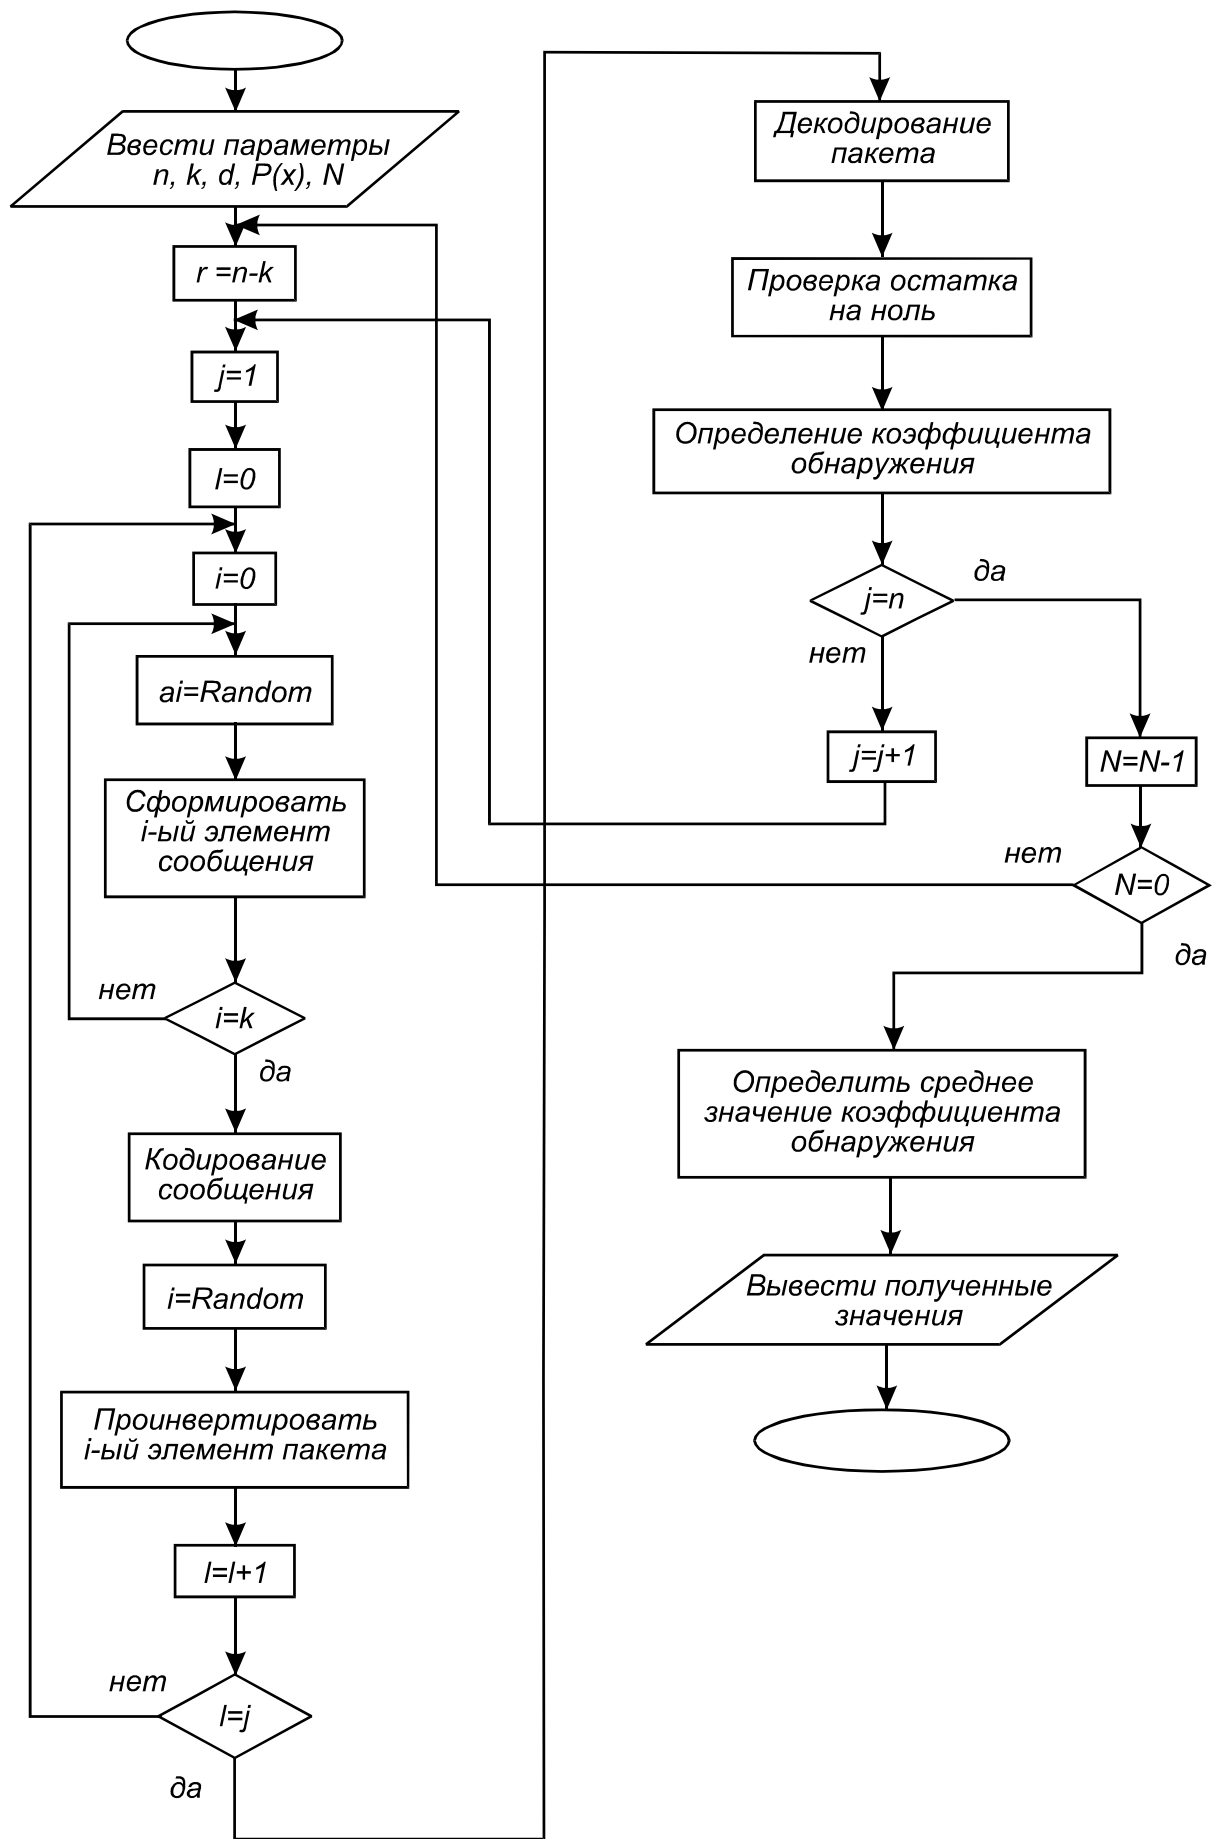 Ввести параметры
n, k, d, P(x), N
r =n-k
j=1
l=0
i=0
ai=Random
Сформировать
i-ый элемент
сообщения
нет
i=k
да
Кодирование
сообщения
i=Random
Проинвертировать
i-ый элемент пакета
l=l+1
нет
l=j
да
Декодирование
пакета
Проверка остатка
на ноль
Определение коэффициента
обнаружения
да
j=n
нет
j=j+1
N=N-1
нет
N=0
да
Определить среднее
значение коэффициента
обнаружения
Вывести полученные
значения